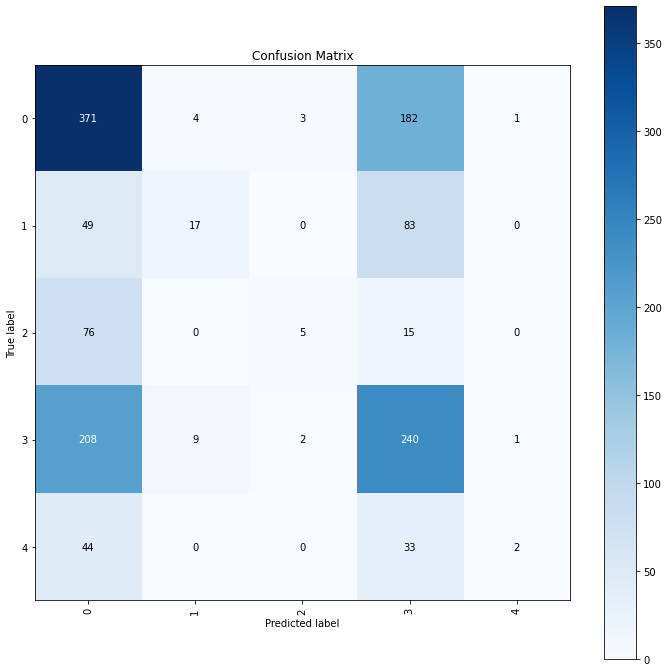 Confusion Matrix
0 371 4 3 182 1
1 49 17 0 83 0
2 76 0 5 15 0
3 208 9 2 240 1
4 44 0 0 33 2
0 1 2 3 4
True label
Predicted label
350
300
250
200
150
100
50
0